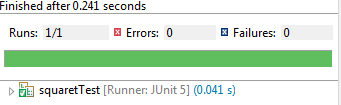 Finished after 0.241 seconds
Runs: 1/1 Errors: 0 Failures: 0
squaretTest [Runner: JUnit 5] (0.041 s)